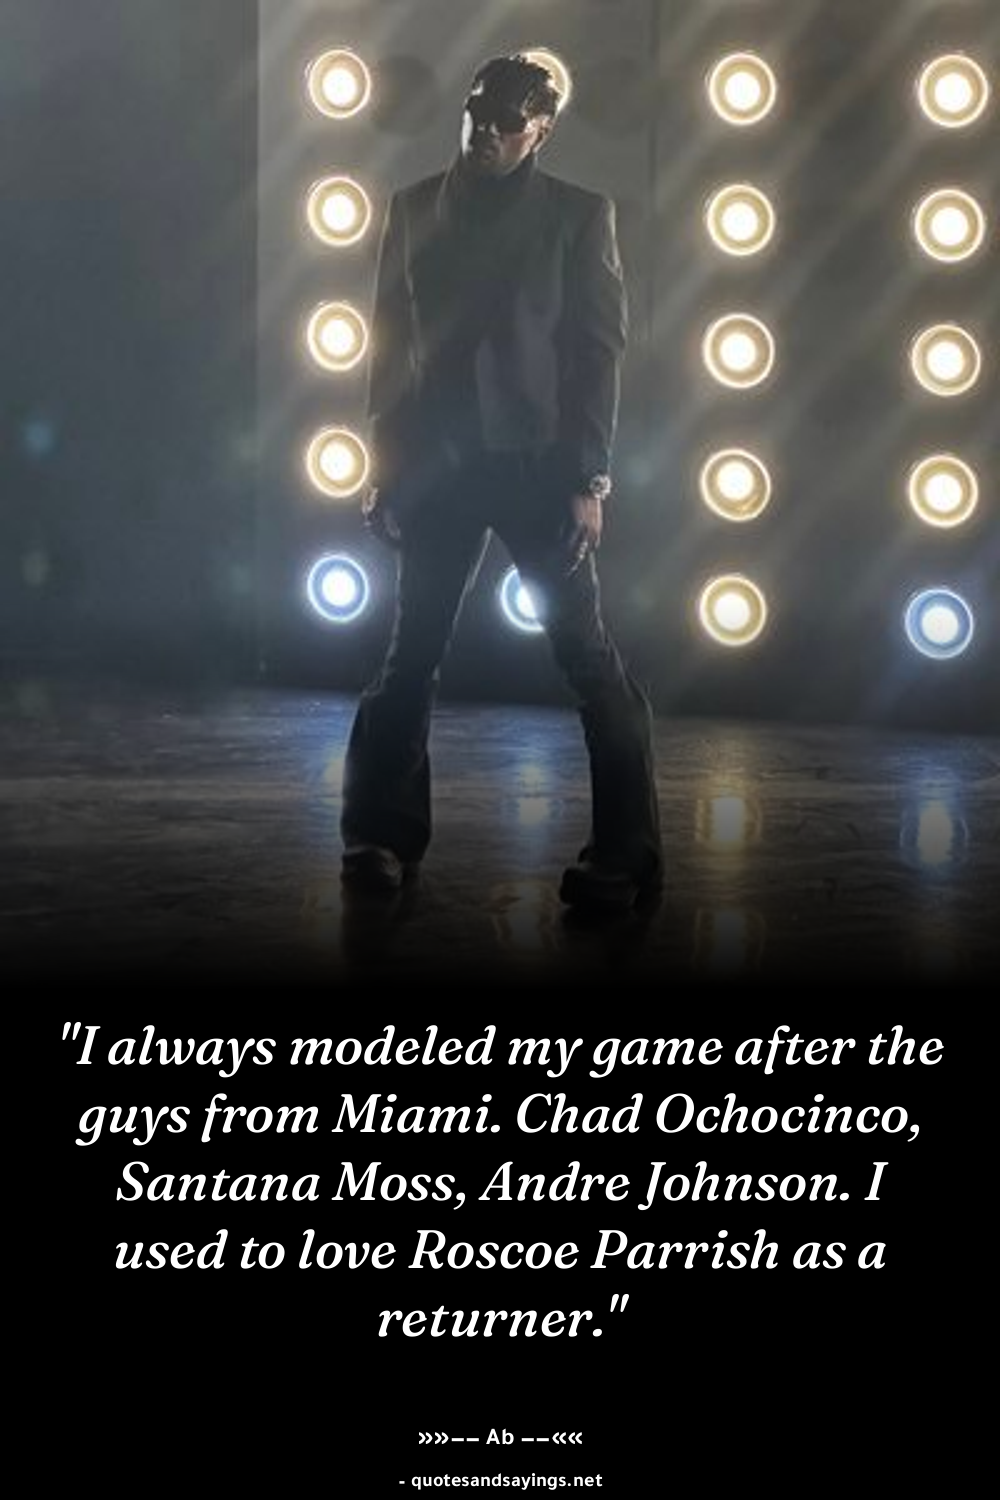 "I always modeled my game after the
guys from Miami. Chad Ochocinco,
Santana Moss, Andre Johnson. I
used to love Roscoe Parrish as a
returner."
»»−− Ab −−««
- quotesandsayings.net